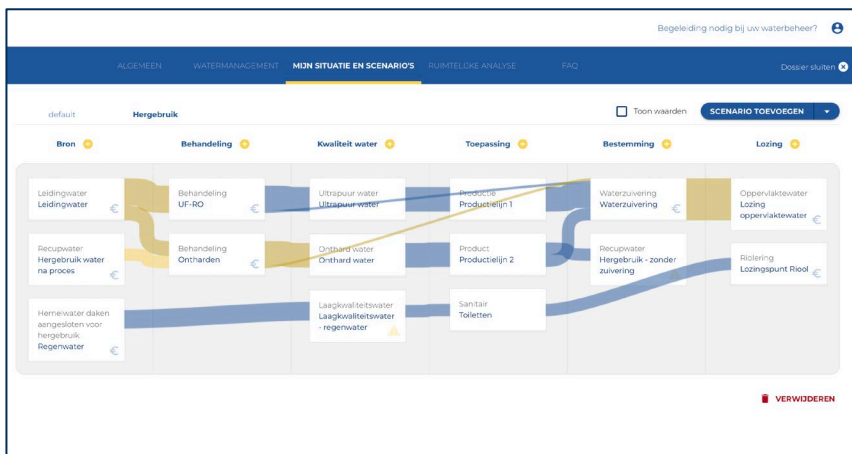 Begeleiding nodig bij uw waterbeheer?
ALGEMEEN WATERMANAGEMENT MIJN SITUATIE EN SCENARIO'S RUIMTELIJKE ANALYSE FAQ Dossier sluiten
default Hergebruik Toon waarden SCENARIO TOEVOEGEN
Bron Behandeling Kwaliteit water Toepassing Bestemming Lozing
Leidingwater
Leidingwater
€
Recupwater
Hergebruik water
na proces
€
Hemelwater daken
aangesloten voor
hergebruik
Regenwater
€
Behandeling
UF-RO
€
Behandeling
Ontharden
€
Ultrapuur water
Ultrapuur water
Onthard water
Onthard water
Laagkwaliteitswater
Laagkwaliteitswater
- regenwater
Productie
Productielijn 1
Product
Productielijn 2
Sanitair
Toiletten
Waterzuivering
Waterzuivering
€
Recupwater
Hergebruik - zonder
zuivering
Oppervlaktewater
Lozing
oppervlaktewater
€
Riolering
Lozingspunt Riool
€
VERWIJDEREN